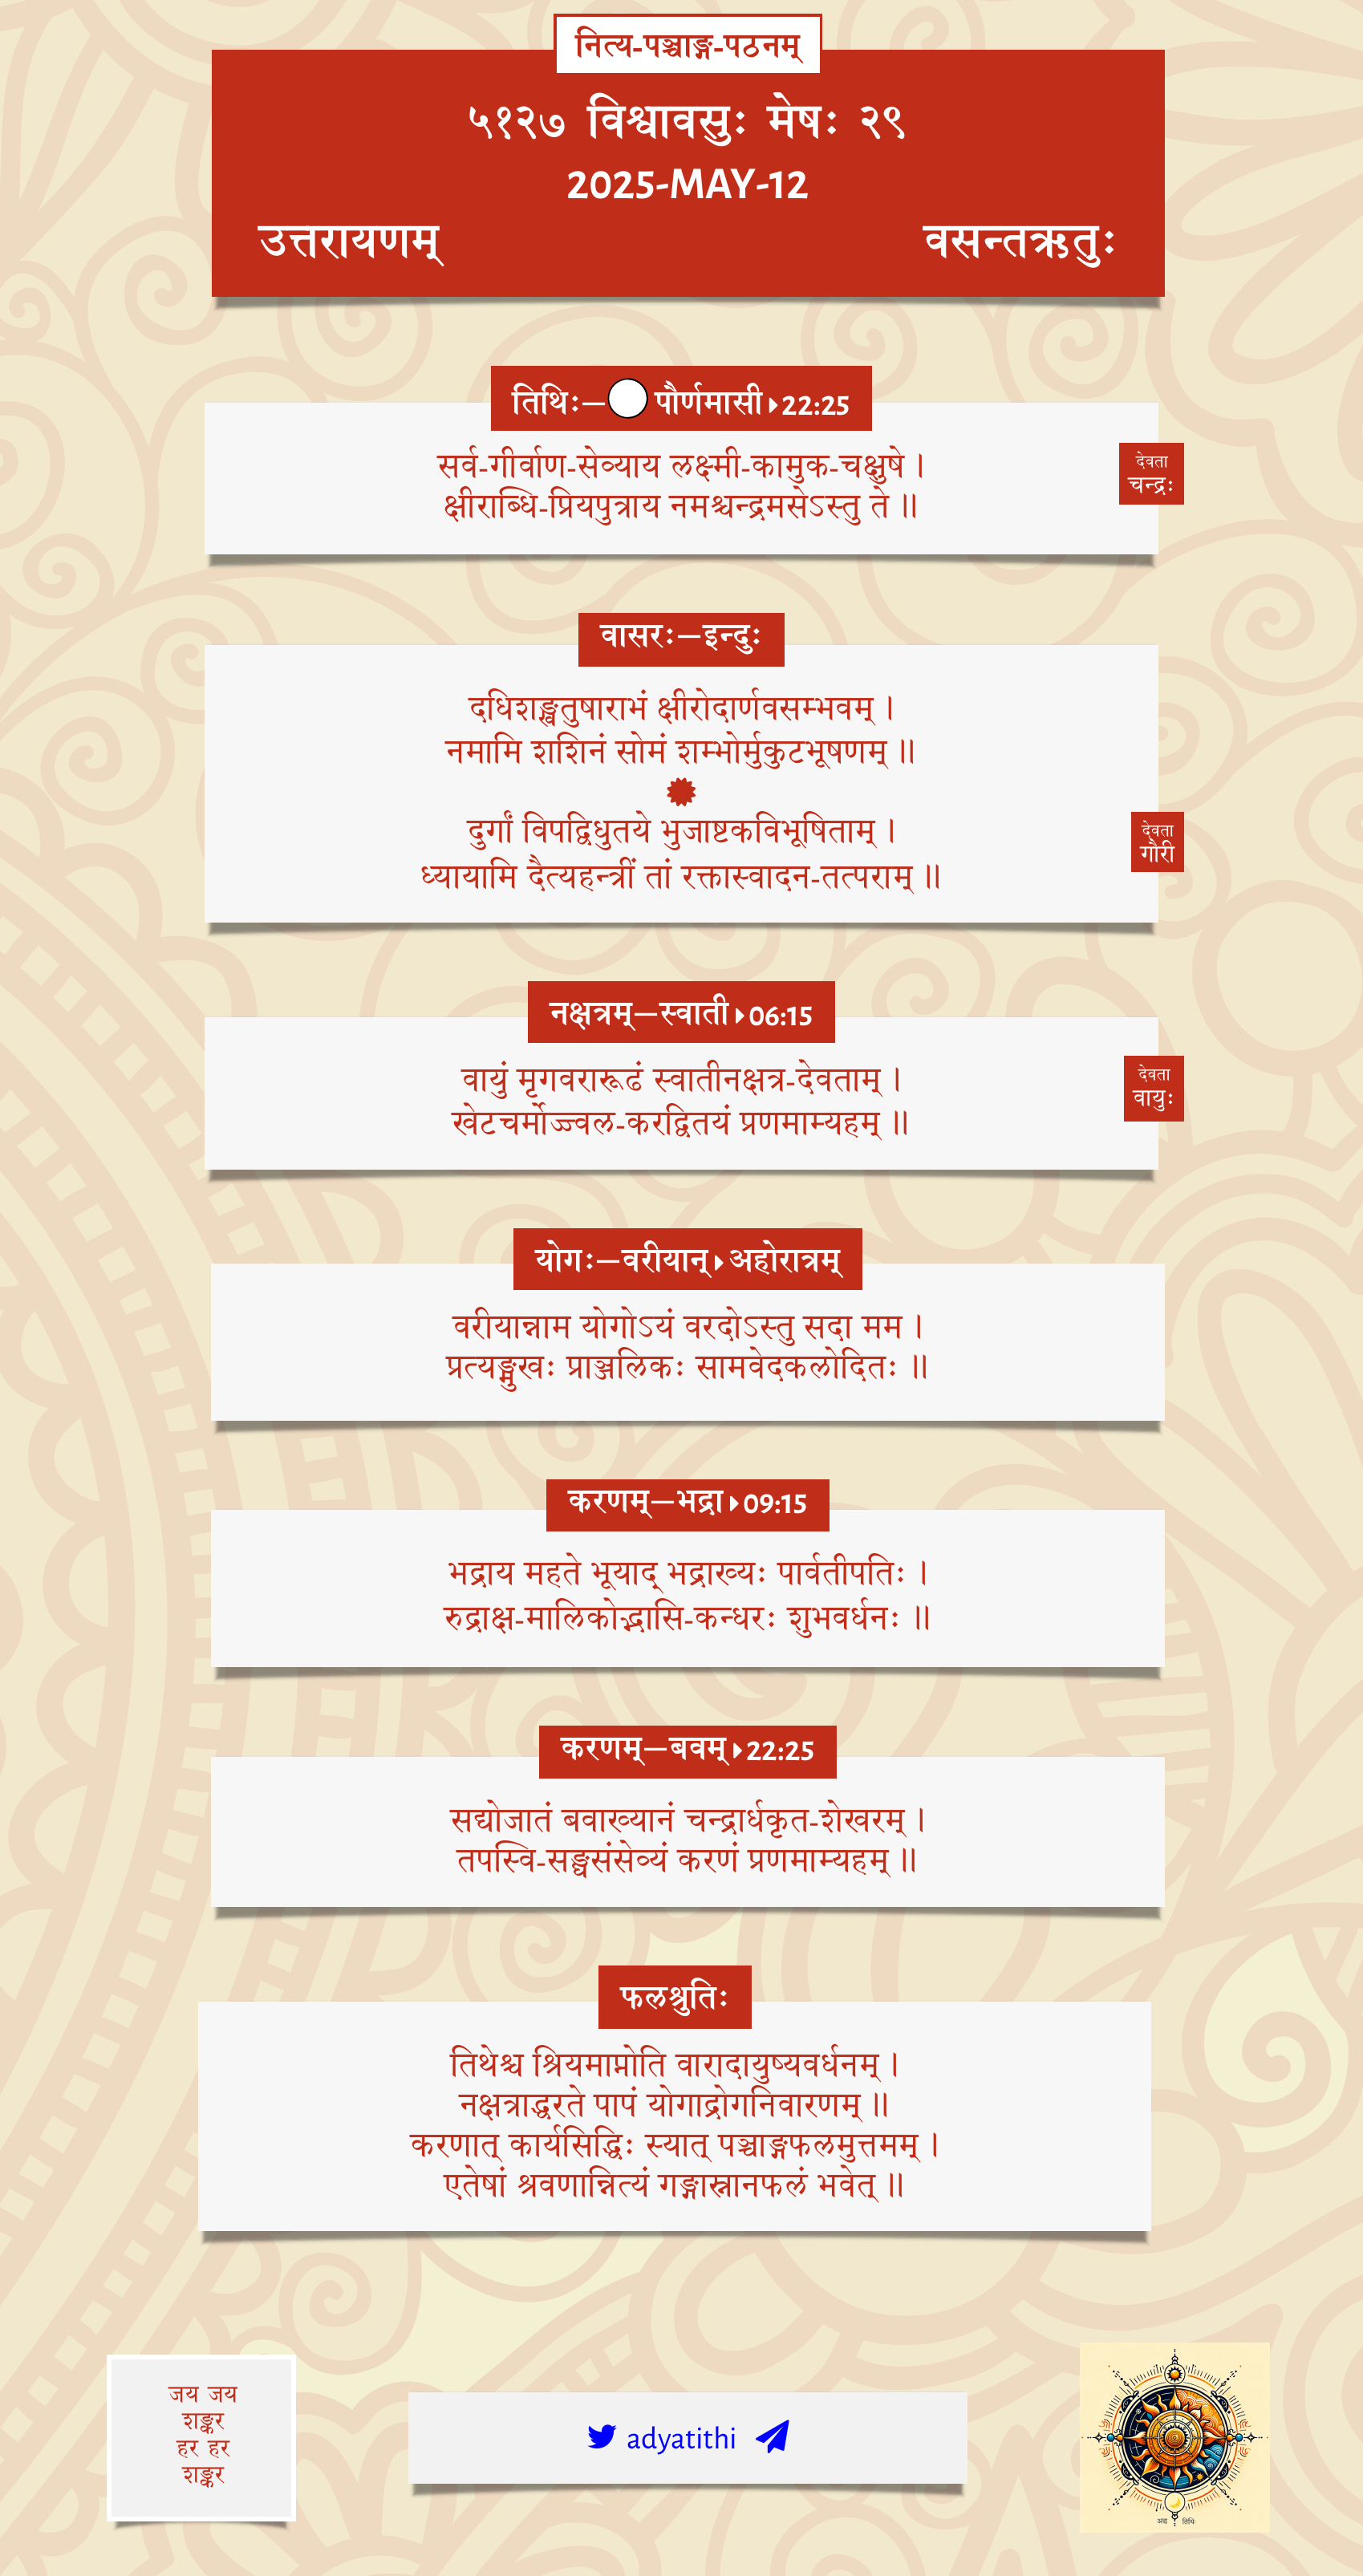 नित्य-पञ्चाङ्ग-पठनम्
५१२७ विश्वावसुः मेषः २९
2025-MAY-12
उत्तरायणम् वसन्तऋतुः
तिथिः— पौर्णमासी 22:25
सर्व-गीर्वाण-सेव्याय लक्ष्मी-कामुक-चक्षुषे ।
क्षीराब्धि-प्रियपुत्राय नमश्चन्द्रमसेऽस्तु ते ॥
देवता
चन्द्रः
वासरः—इन्दुः
दधिशङ्खतुषाराभं क्षीरोदार्णवसम्भवम् ।
नमामि शशिनं सोमं शम्भोर्मुकुटभूषणम् ॥
दुर्गां विपद्विधुतये भुजाष्टकविभूषिताम् ।
ध्यायामि दैत्यहन्त्रीं तां रक्तास्वादन-तत्पराम् ॥
देवता
गौरी
नक्षत्रम्—स्वाती 06:15
वायुं मृगवरारूढं स्वातीनक्षत्र-देवताम् ।
खेटचर्मोज्ज्वल-करद्वितयं प्रणमाम्यहम् ॥
देवता
वायुः
योगः—वरीयान् अहोरात्रम्
वरीयान्नाम योगोऽयं वरदोऽस्तु सदा मम ।
प्रत्यङ्मुखः प्राञ्जलिकः सामवेदकलोदितः ॥
करणम्—भद्रा 09:15
भद्राय महते भूयाद् भद्राख्यः पार्वतीपतिः ।
रुद्राक्ष-मालिकोद्भासि-कन्धरः शुभवर्धनः ॥
करणम्—बवम् 22:25
सद्योजातं बवाख्यानं चन्द्रार्धकृत-शेखरम् ।
तपस्वि-सङ्घसंसेव्यं करणं प्रणमाम्यहम् ॥
फलश्रुतिः
तिथेश्च श्रियमाप्नोति वारादायुष्यवर्धनम् ।
नक्षत्राद्धरते पापं योगाद्रोगनिवारणम् ॥
करणात् कार्यसिद्धिः स्यात् पञ्चाङ्गफलमुत्तमम् ।
एतेषां श्रवणान्नित्यं गङ्गास्नानफलं भवेत् ॥
जय जय
शङ्कर
हर हर
शङ्कर
adyatithi
अद्य तिथिः